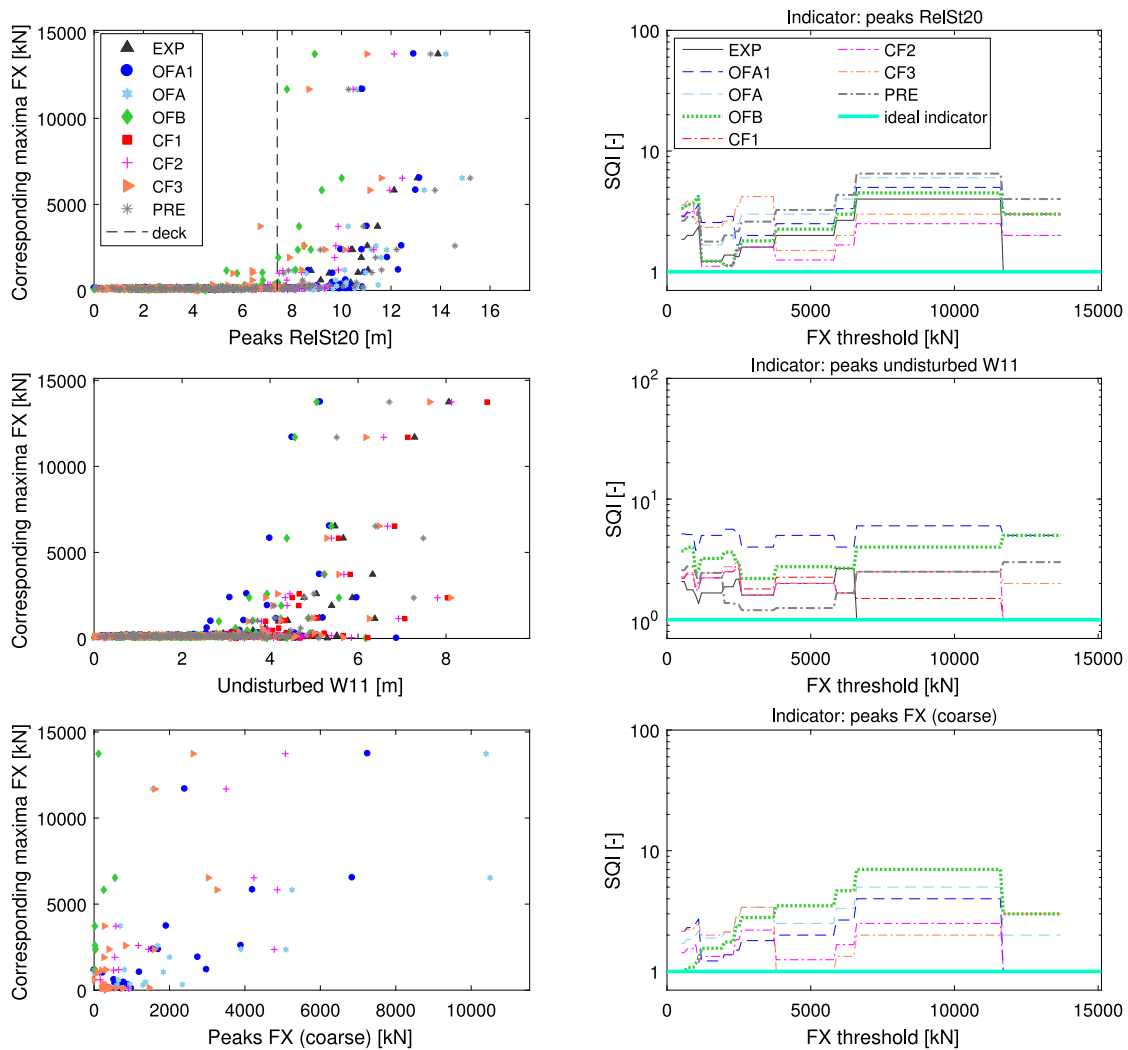 Corresponding maxima FX [kN]
15000
10000
5000
0
0 2 4 6 8 10 12 14 16
Peaks RelSt20 [m]
EXP
OFA1
OFA
OFB
CF1
CF2
CF3
PRE
deck
Indicator: peaks RelSt20
SQI [-]
100
10
1
0 5000 10000 15000
FX threshold [kN]
EXP
OFA1
OFA
OFB
CF1
CF2
CF3
PRE
ideal indicator
Corresponding maxima FX [kN]
15000
10000
5000
0
0 2 4 6 8
Undisturbed W11 [m]
Indicator: peaks undisturbed W11
SQI [-]
10²
10¹
10⁰
0 5000 10000 15000
FX threshold [kN]
Corresponding maxima FX [kN]
15000
10000
5000
0
0 2000 4000 6000 8000 10000
Peaks FX (coarse) [kN]
Indicator: peaks FX (coarse)
SQI [-]
100
10
1
0 5000 10000 15000
FX threshold [kN]